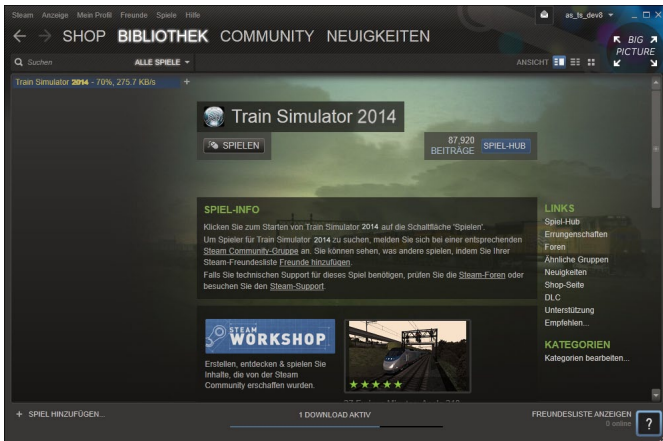 Steam Anzeige Mein Profil Freunde Spiele Hilfe
as_ts_dev8
SHOP BIBLIOTHEK COMMUNITY NEUIGKEITEN
BIG PICTURE
Suchen
ALLE SPIELE
ANSICHT
Train Simulator 2014 - 70%, 275.7 KB/s +
Train Simulator 2014
SPIELEN
87,920
BEITRÄGE
SPIEL-HUB
SPIEL-INFO
Klicken Sie zum Starten von Train Simulator 2014 auf die Schaltfläche 'Spielen'.
Um Spieler für Train Simulator 2014 zu suchen, melden Sie sich bei einer entsprechenden
Steam Community-Gruppe an. Sie können sehen, was andere spielen, indem Sie Ihrer
Steam-Freundesliste Freunde hinzufügen.
Falls Sie technischen Support für dieses Spiel benötigen, prüfen Sie die Steam-Foren oder
besuchen Sie den Steam-Support.
LINKS
Spiel-Hub
Errungenschaften
Foren
Ähnliche Gruppen
Neuigkeiten
Shop-Seite
DLC
Unterstützung
Empfehlen...
KATEGORIEN
Kategorien bearbeiten...
STEAM
WORKSHOP
Erstellen, entdecken & spielen Sie
Inhalte, die von der Steam
Community erschaffen wurden.
+ SPIEL HINZUFÜGEN...
1 DOWNLOAD AKTIV
FREUNDESLISTE ANZEIGEN
0 online
?